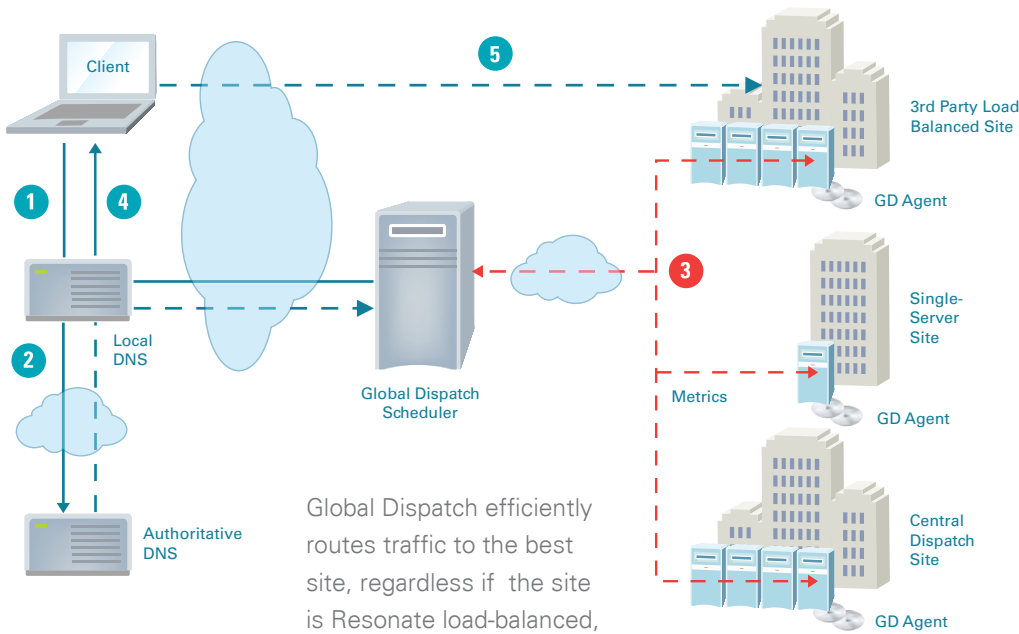 Client
5
3rd Party Load
Balanced Site
GD Agent
1
4
3
Single-
Server
Site
2
Local
DNS
Global Dispatch
Scheduler
Metrics
GD Agent
Authoritative
DNS
Global Dispatch efficiently
routes traffic to the best
site, regardless if the site
is Resonate load-balanced,
Central
Dispatch
Site
GD Agent